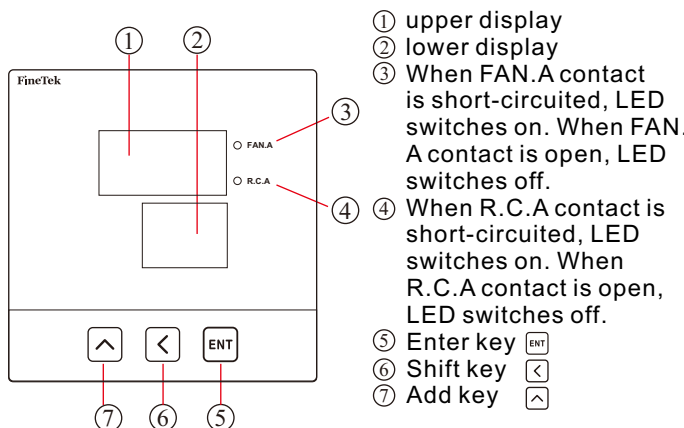 ① ②
FineTek
③
FAN.A
R.C.A
④
ENT
⑦ ⑥ ⑤
① upper display
② lower display
③ When FAN.A contact
is short-circuited, LED
switches on. When FAN.
A contact is open, LED
switches off.
④ When R.C.A contact is
short-circuited, LED
switches on. When
R.C.A contact is open,
LED switches off.
⑤ Enter key ENT
⑥ Shift key
⑦ Add key